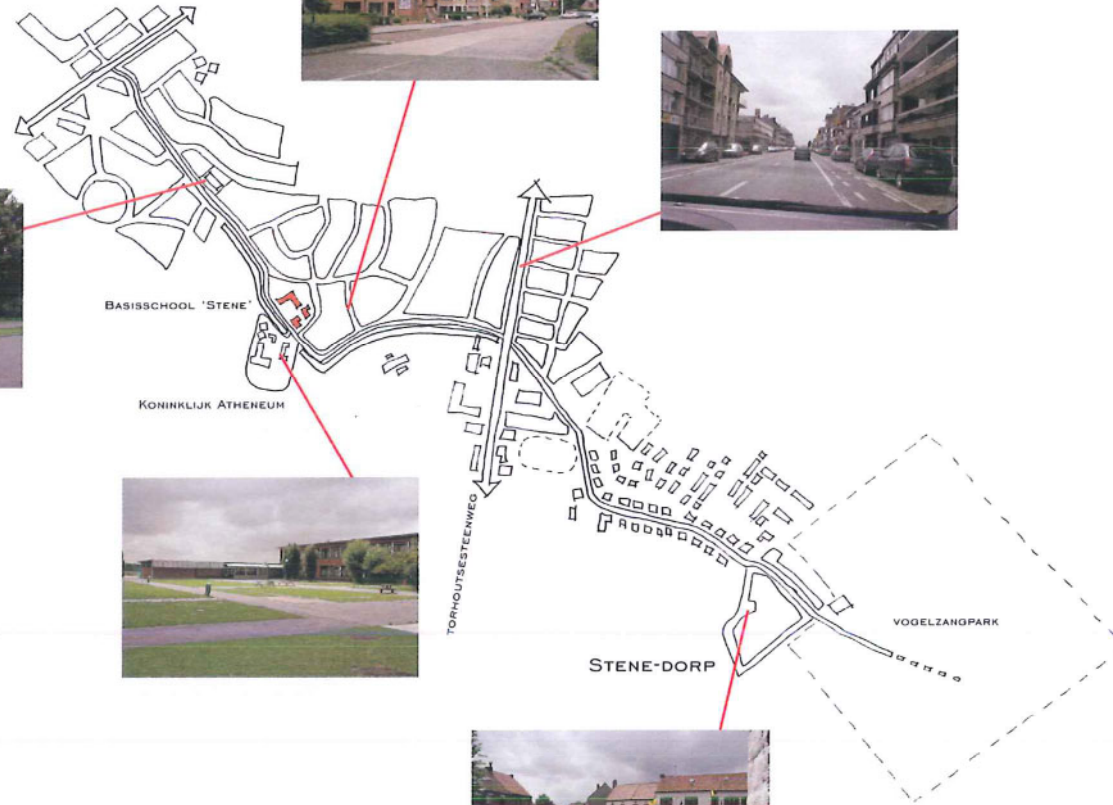 BASISSCHOOL 'STENE'
KONINKLIJK ATHENEUM
TORHOUTSESTEENWEG
VOGELZANGPARK
STENE-DORP